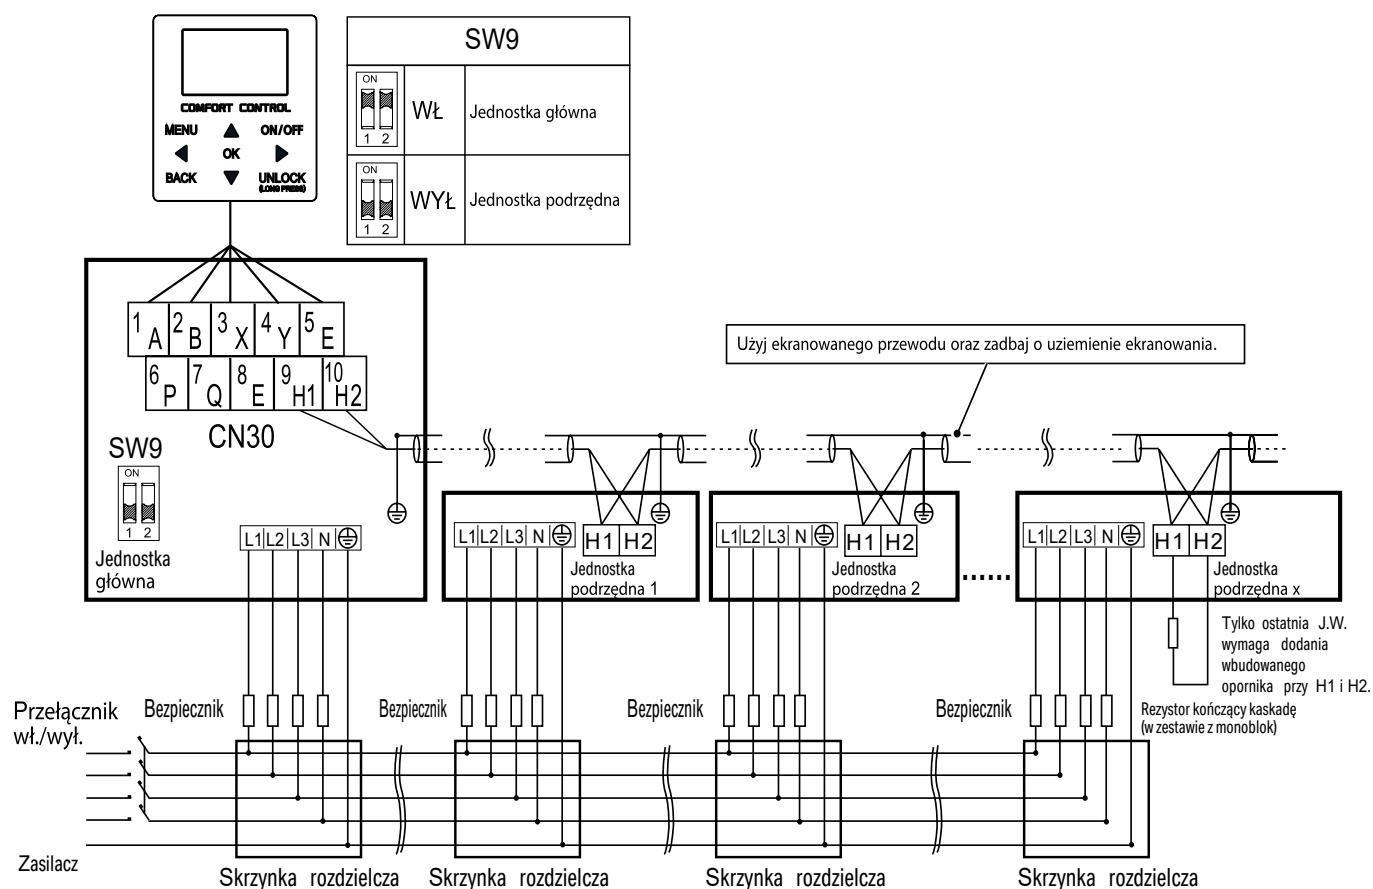 COMFORT CONTROL
MENU ON/OFF
OK
BACK UNLOCK
(LONG PRESS)
SW9
ON
1 2
WŁ
Jednostka główna
ON
1 2
WYŁ
Jednostka podrzędna
1 A 2 B 3 X 4 Y 5 E
6 P 7 Q 8 E 9 H1 10 H2
CN30
Użyj ekranowanego przewodu oraz zadbaj o uziemienie ekranowania.
SW9
ON
1 2
Jednostka
główna
L1 L2 L3 N
L1 L2 L3 N
H1 H2
Jednostka
podrzędna 1
L1 L2 L3 N
H1 H2
Jednostka
podrzędna 2
L1 L2 L3 N
H1 H2
Jednostka
podrzędna x
Tylko ostatnia J.W.
wymaga dodania
wbudowanego
opornika przy H1 i H2.
Rezystor kończący kaskadę
(w zestawie z monoblok)
Przełącznik
wł./wył.
Bezpiecznik
Bezpiecznik
Bezpiecznik
Bezpiecznik
Zasilacz
Skrzynka rozdzielcza
Skrzynka rozdzielcza
Skrzynka rozdzielcza
Skrzynka rozdzielcza